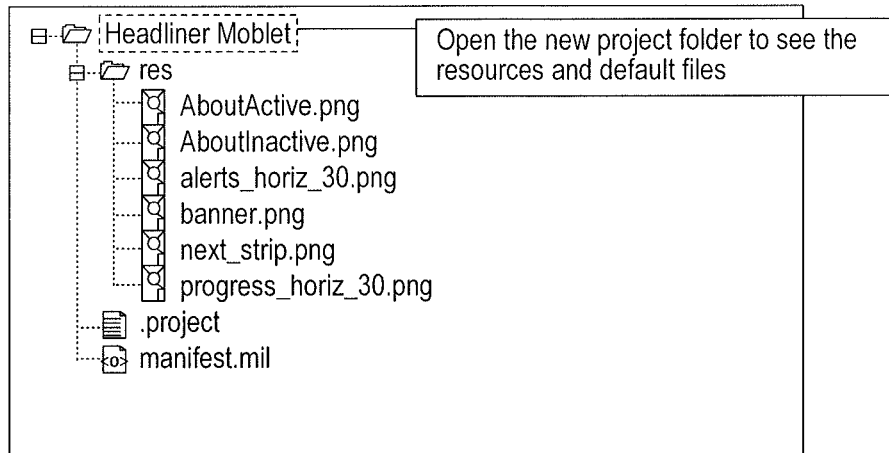 Headliner Moblet
Open the new project folder to see the
resources and default files
res
AboutActive.png
AboutInactive.png
alerts_horiz_30.png
banner.png
next_strip.png
progress_horiz_30.png
.project
<o> manifest.mil